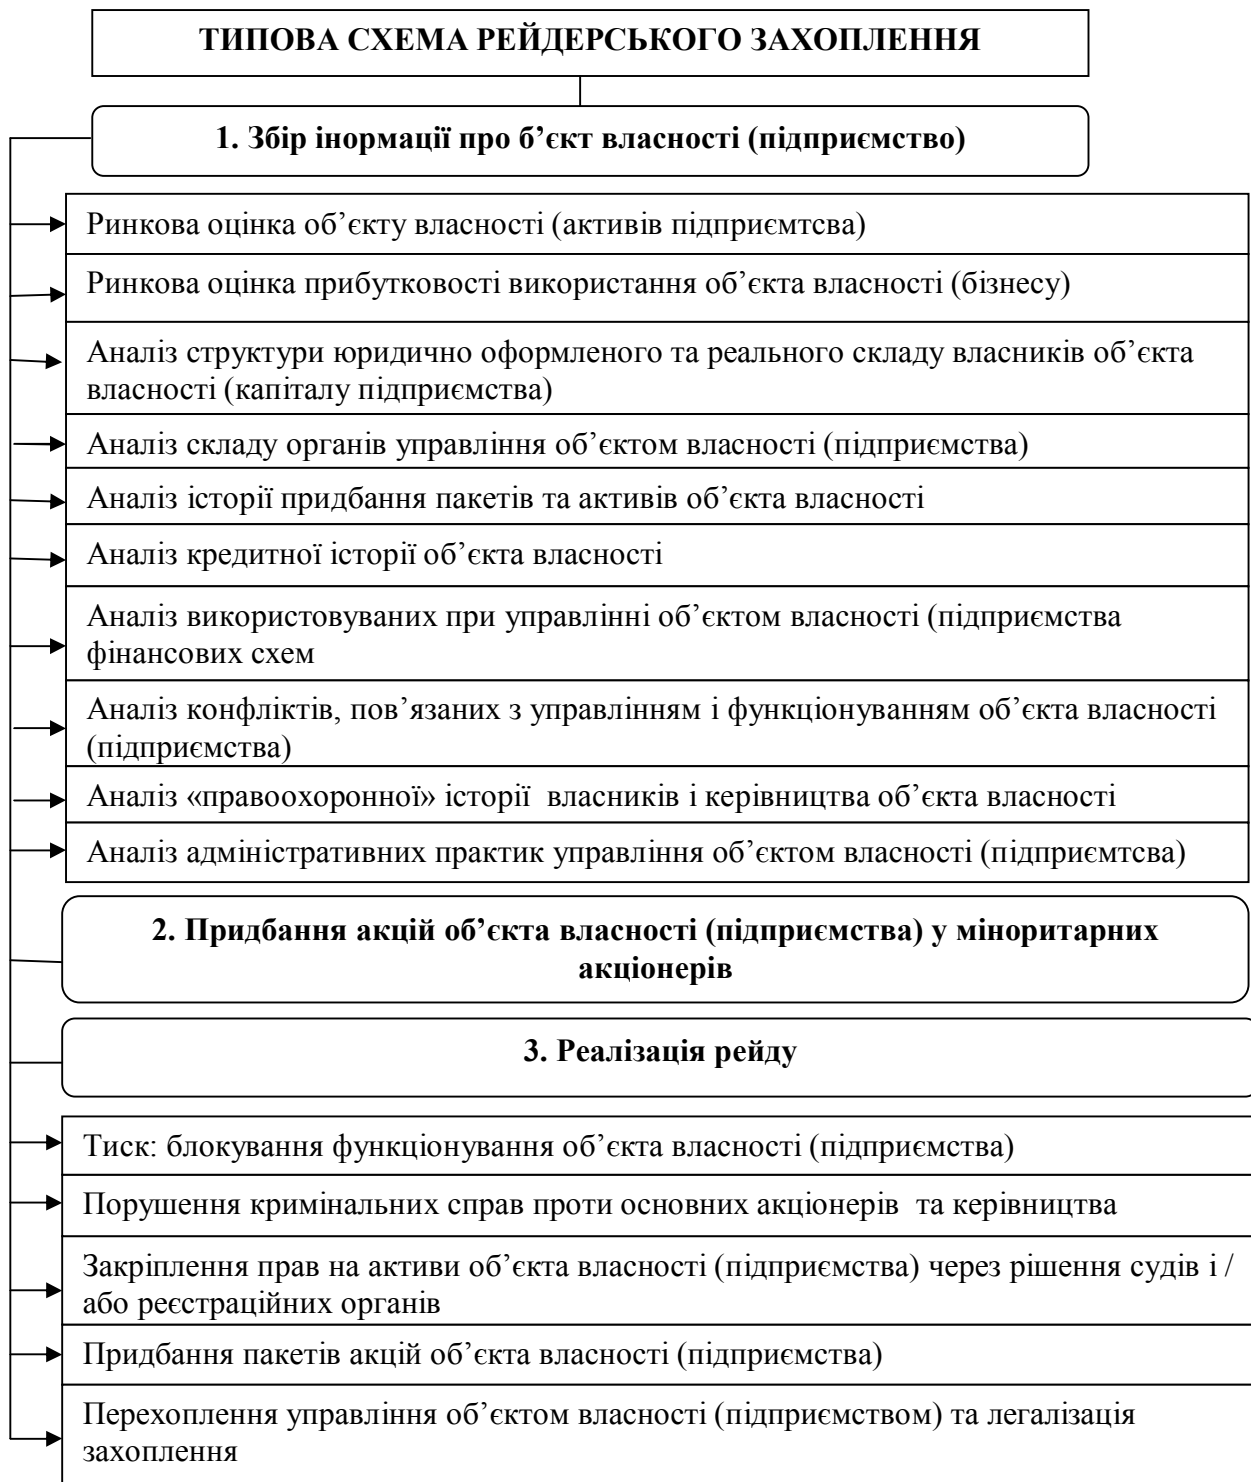 ТИПОВА СХЕМА РЕЙДЕРСЬКОГО ЗАХОПЛЕННЯ
1. Збір інормації про б’єкт власності (підприємство)
Ринкова оцінка об’єкту власності (активів підприємтсва)
Ринкова оцінка прибутковості використання об’єкта власності (бізнесу)
Аналіз структури юридично оформленого та реального складу власників об’єкта
власності (капіталу підприємства)
Аналіз складу органів управління об’єктом власності (підприємства)
Аналіз історії придбання пакетів та активів об’єкта власності
Аналіз кредитної історії об’єкта власності
Аналіз використовуваних при управлінні об’єктом власності (підприємства
фінансових схем
Аналіз конфліктів, пов’язаних з управлінням і функціонуванням об’єкта власності
(підприємства)
Аналіз «правоохоронної» історії  власників і керівництва об’єкта власності
Аналіз адміністративних практик управління об’єктом власності (підприємтсва)
2. Придбання акцій об’єкта власності (підприємства) у міноритарних
акціонерів
3. Реалізація рейду
Тиск: блокування функціонування об’єкта власності (підприємства)
Порушення кримінальних справ проти основних акціонерів  та керівництва
Закріплення прав на активи об’єкта власності (підприємства) через рішення судів і /
або реєстраційних органів
Придбання пакетів акцій об’єкта власності (підприємства)
Перехоплення управління об’єктом власності (підприємством) та легалізація
захоплення